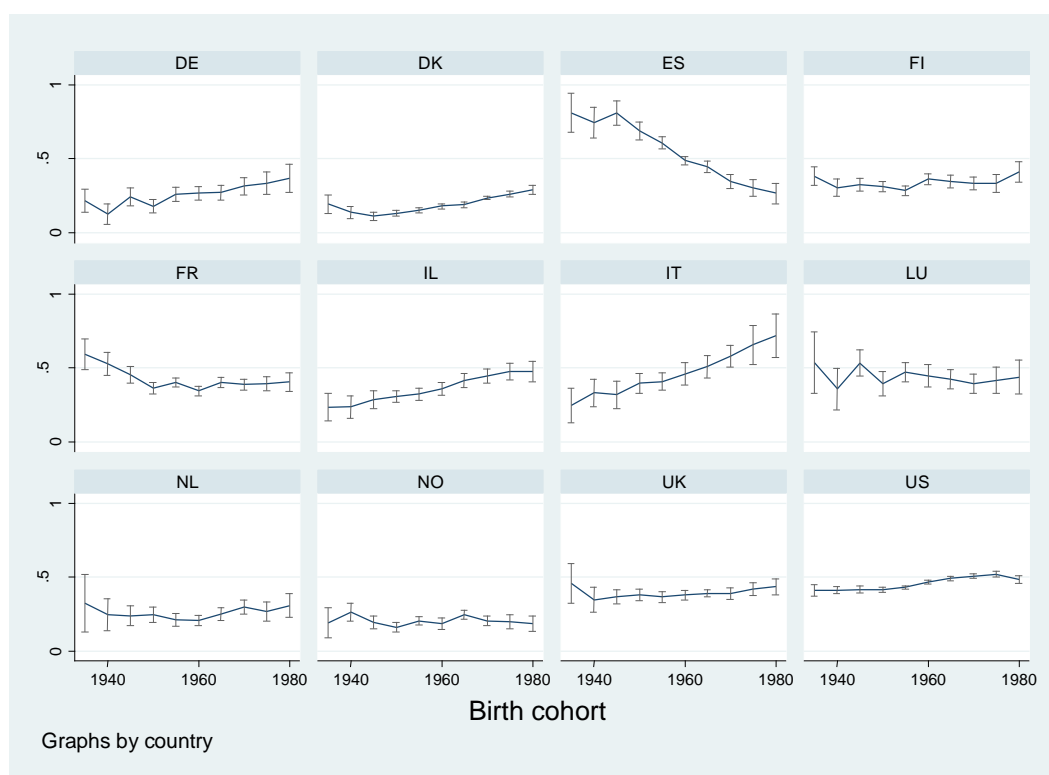 DE DK ES FI
1
.5
0
FR IL IT LU
1
.5
0
NL NO UK US
1
.5
0
1940 1960 1980 1940 1960 1980 1940 1960 1980 1940 1960 1980
Birth cohort
Graphs by country